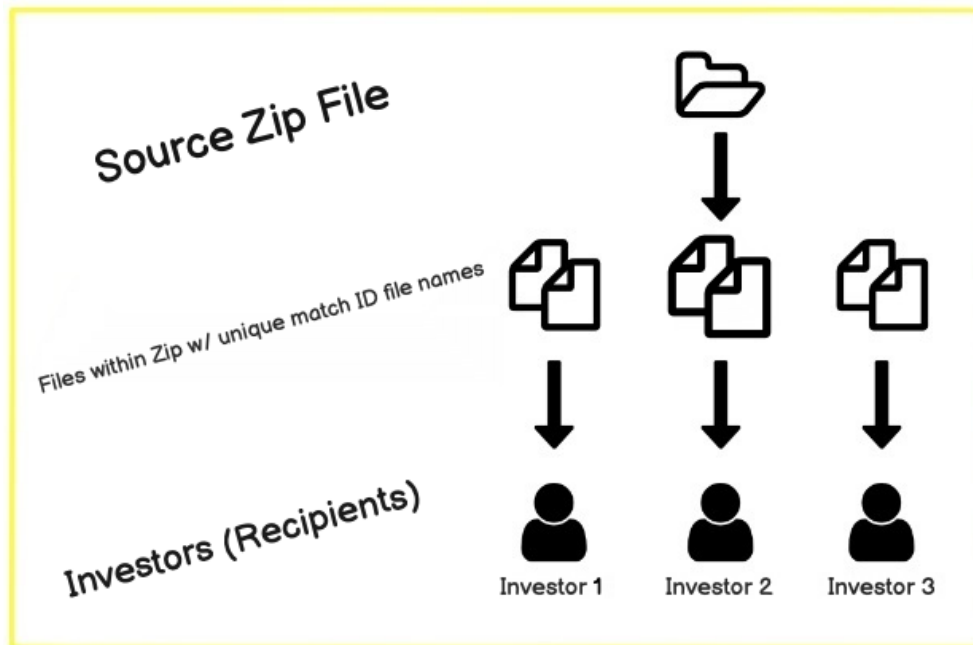 Source Zip File
Files within Zip w/ unique match ID file names
Investors (Recipients)
Investor 1
Investor 2
Investor 3